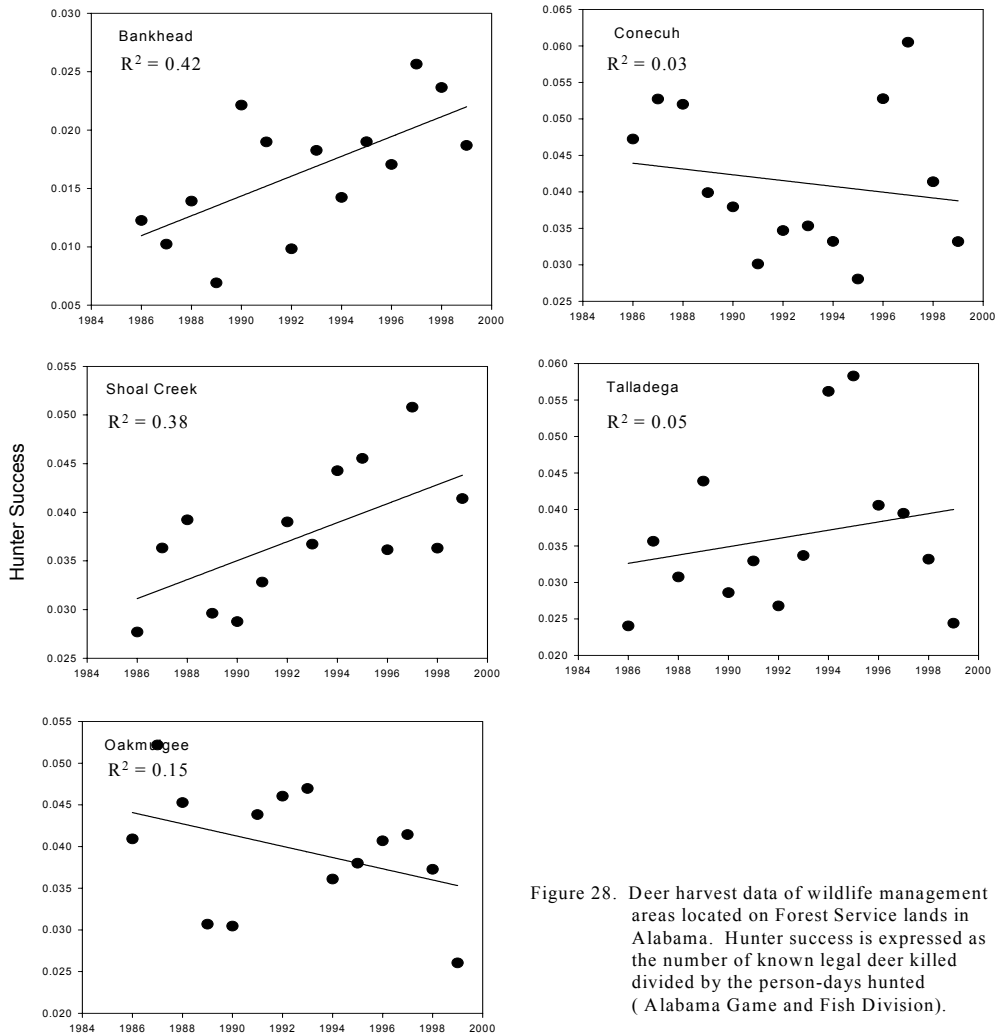 0.030
0.025
0.020
0.015
0.010
0.005
Bankhead
R² = 0.42
1984 1986 1988 1990 1992 1994 1996 1998 2000
0.065
0.060
0.055
0.050
0.045
0.040
0.035
0.030
0.025
Conecuh
R² = 0.03
1984 1986 1988 1990 1992 1994 1996 1998 2000
Hunter Success
0.055
0.050
0.045
0.040
0.035
0.030
0.025
Shoal Creek
R² = 0.38
1984 1986 1988 1990 1992 1994 1996 1998 2000
0.060
0.055
0.050
0.045
0.040
0.035
0.030
0.025
0.020
Talladega
R² = 0.05
1984 1986 1988 1990 1992 1994 1996 1998 2000
0.055
0.050
0.045
0.040
0.035
0.030
0.025
0.020
Oakmulgee
R² = 0.15
1984 1986 1988 1990 1992 1994 1996 1998 2000
Figure 28. Deer harvest data of wildlife management
areas located on Forest Service lands in
Alabama. Hunter success is expressed as
the number of known legal deer killed
divided by the person-days hunted
( Alabama Game and Fish Division).